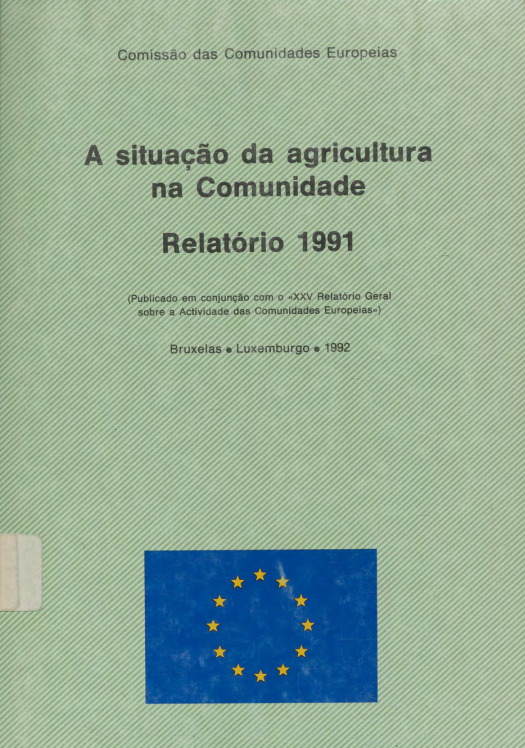 Comissão das Comunidades Europeias
A situação da agricultura
na Comunidade
Relatório 1991
(Publicado em conjunção com o «XXV Relatório Geral
sobre a Actividade das Comunidades Europeias»)
Bruxelas • Luxemburgo • 1992